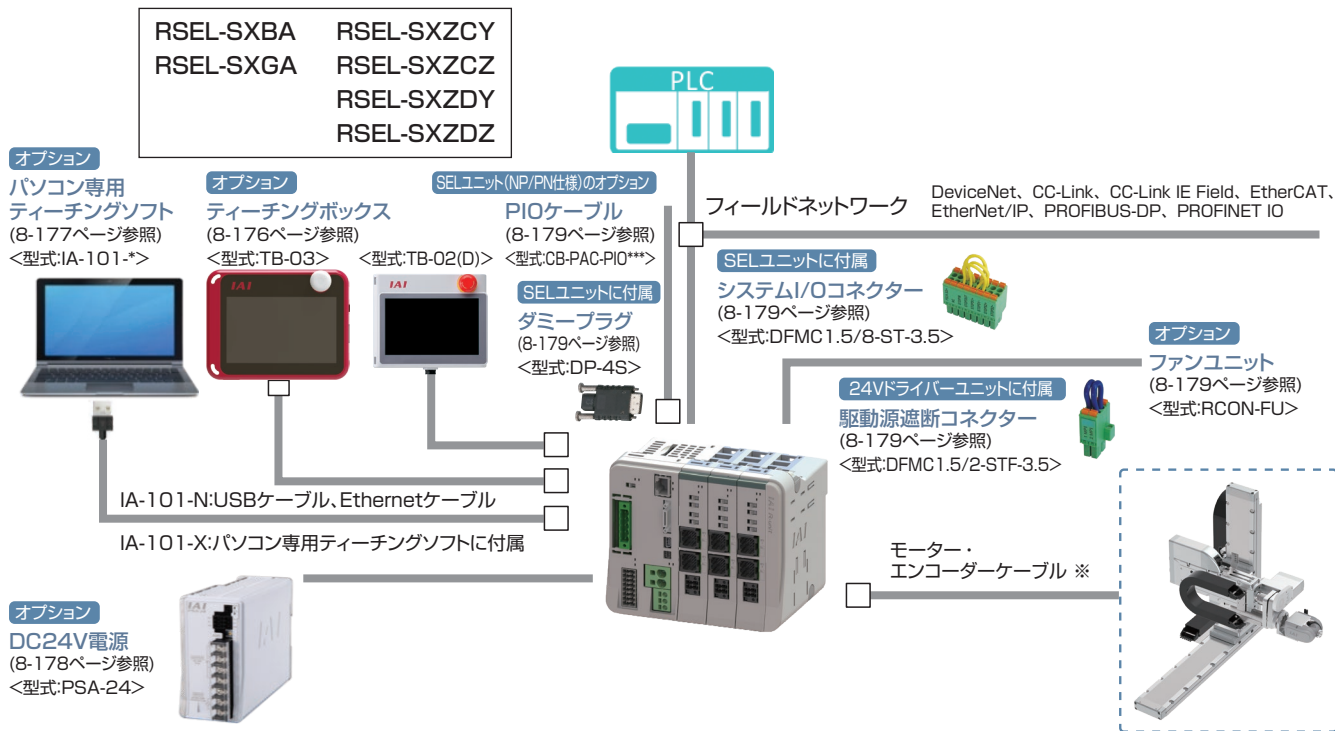 RSEL-SXBA RSEL-SXZCY
RSEL-SXGA RSEL-SXZCZ
RSEL-SXZDY
RSEL-SXZDZ
PLC
オプション
パソコン専用
ティーチングソフト
(8-177ページ参照)
<型式:IA-101-*>
オプション
ティーチングボックス
(8-176ページ参照)
<型式:TB-03>
<型式:TB-02(D)>
IAI
IAI
SELユニット(NP/PN仕様)のオプション
PIOケーブル
(8-179ページ参照)
<型式:CB-PAC-PIO***>
SELユニットに付属
ダミープラグ
(8-179ページ参照)
<型式:DP-4S>
フィールドネットワーク
DeviceNet、CC-Link、CC-Link IE Field、EtherCAT、
EtherNet/IP、PROFIBUS-DP、PROFINET IO
SELユニットに付属
システムI/Oコネクター
(8-179ページ参照)
<型式:DFMC1.5/8-ST-3.5>
オプション
ファンユニット
(8-179ページ参照)
<型式:RCON-FU>
24Vドライバーユニットに付属
駆動源遮断コネクター
(8-179ページ参照)
<型式:DFMC1.5/2-STF-3.5>
IA-101-N:USBケーブル、Ethernetケーブル
IA-101-X:パソコン専用ティーチングソフトに付属
モーター・
エンコーダーケーブル ※
オプション
DC24V電源
(8-178ページ参照)
<型式:PSA-24>
IAI
IAI